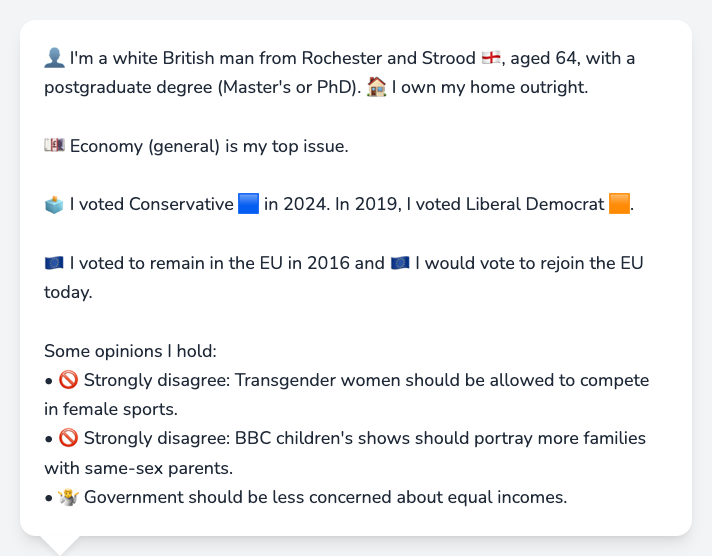 👤 I'm a white British man from Rochester and Strood 🏴󠁧󠁢󠁥󠁮󠁧󠁿, aged 64, with a
postgraduate degree (Master's or PhD). 🏠 I own my home outright.
💷 Economy (general) is my top issue.
🗳️ I voted Conservative 🟦 in 2024. In 2019, I voted Liberal Democrat 🟧.
🇪🇺 I voted to remain in the EU in 2016 and 🇪🇺 I would vote to rejoin the EU
today.
Some opinions I hold:
• 🚫 Strongly disagree: Transgender women should be allowed to compete
in female sports.
• 🚫 Strongly disagree: BBC children's shows should portray more families
with same-sex parents.
• 🤷 Government should be less concerned about equal incomes.